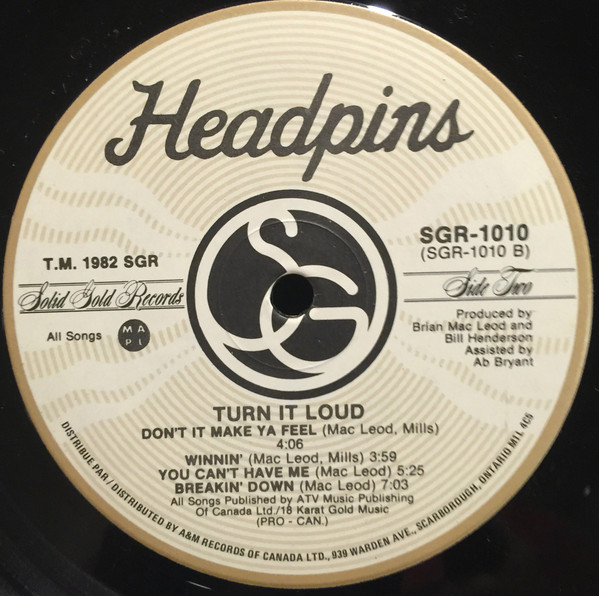 Headpins
SG
SGR-1010
(SGR-1010 B)
T.M. 1982 SGR
Solid Gold Records
Side Two
All Songs
MA
PL
Produced by
Brian Mac Leod and
Bill Henderson
Assisted by
Ab Bryant
TURN IT LOUD
DON'T IT MAKE YA FEEL (Mac Leod, Mills)
4:06
WINNIN' (Mac Leod, Mills) 3:59
YOU CAN'T HAVE ME (Mac Leod) 5:25
BREAKIN' DOWN (Mac Leod) 7:03
All Songs Published by ATV Music Publishing
Of Canada Ltd./18 Karat Gold Music
(PRO - CAN.)
DISTRIBUE PAR / DISTRIBUTED BY A&M RECORDS OF CANADA LTD., 939 WARDEN AVE., SCARBOROUGH, ONTARIO M1L 4C5